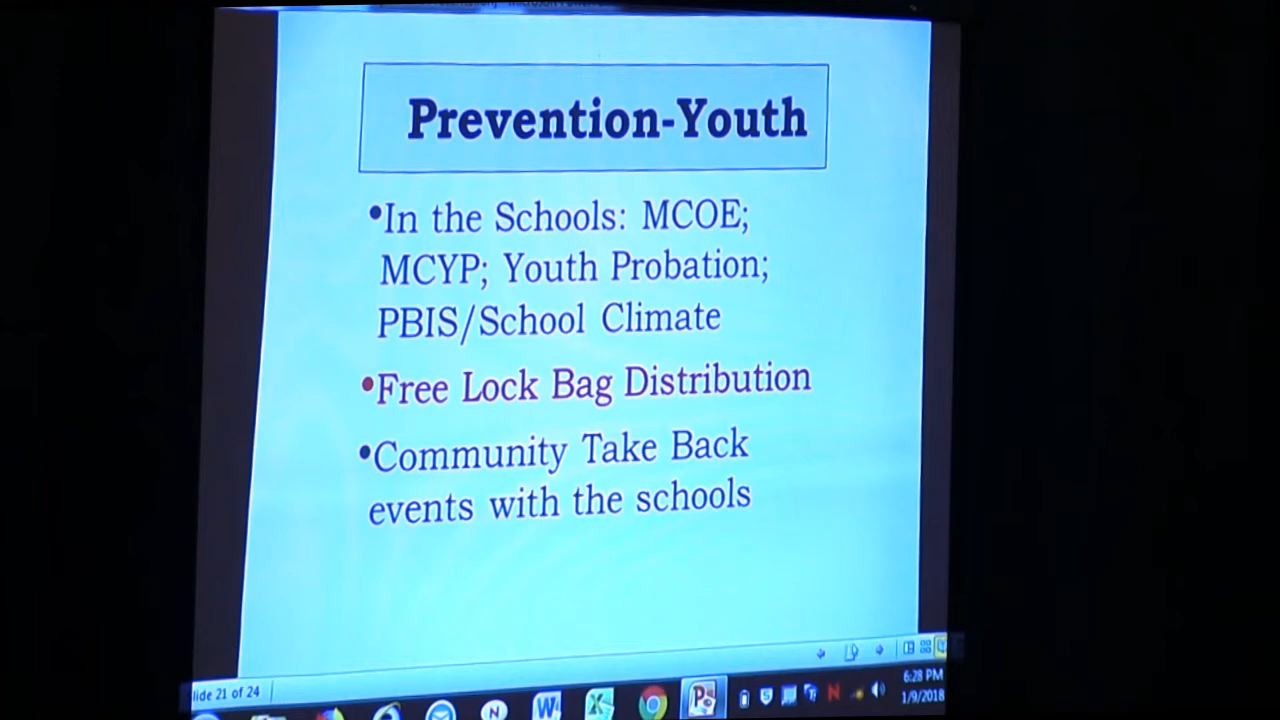 Prevention-Youth
•In the Schools: MCOE;
MCYP; Youth Probation;
PBIS/School Climate
•Free Lock Bag Distribution
•Community Take Back
events with the schools
lide 21 of 24
6:28 PM
1/9/2018